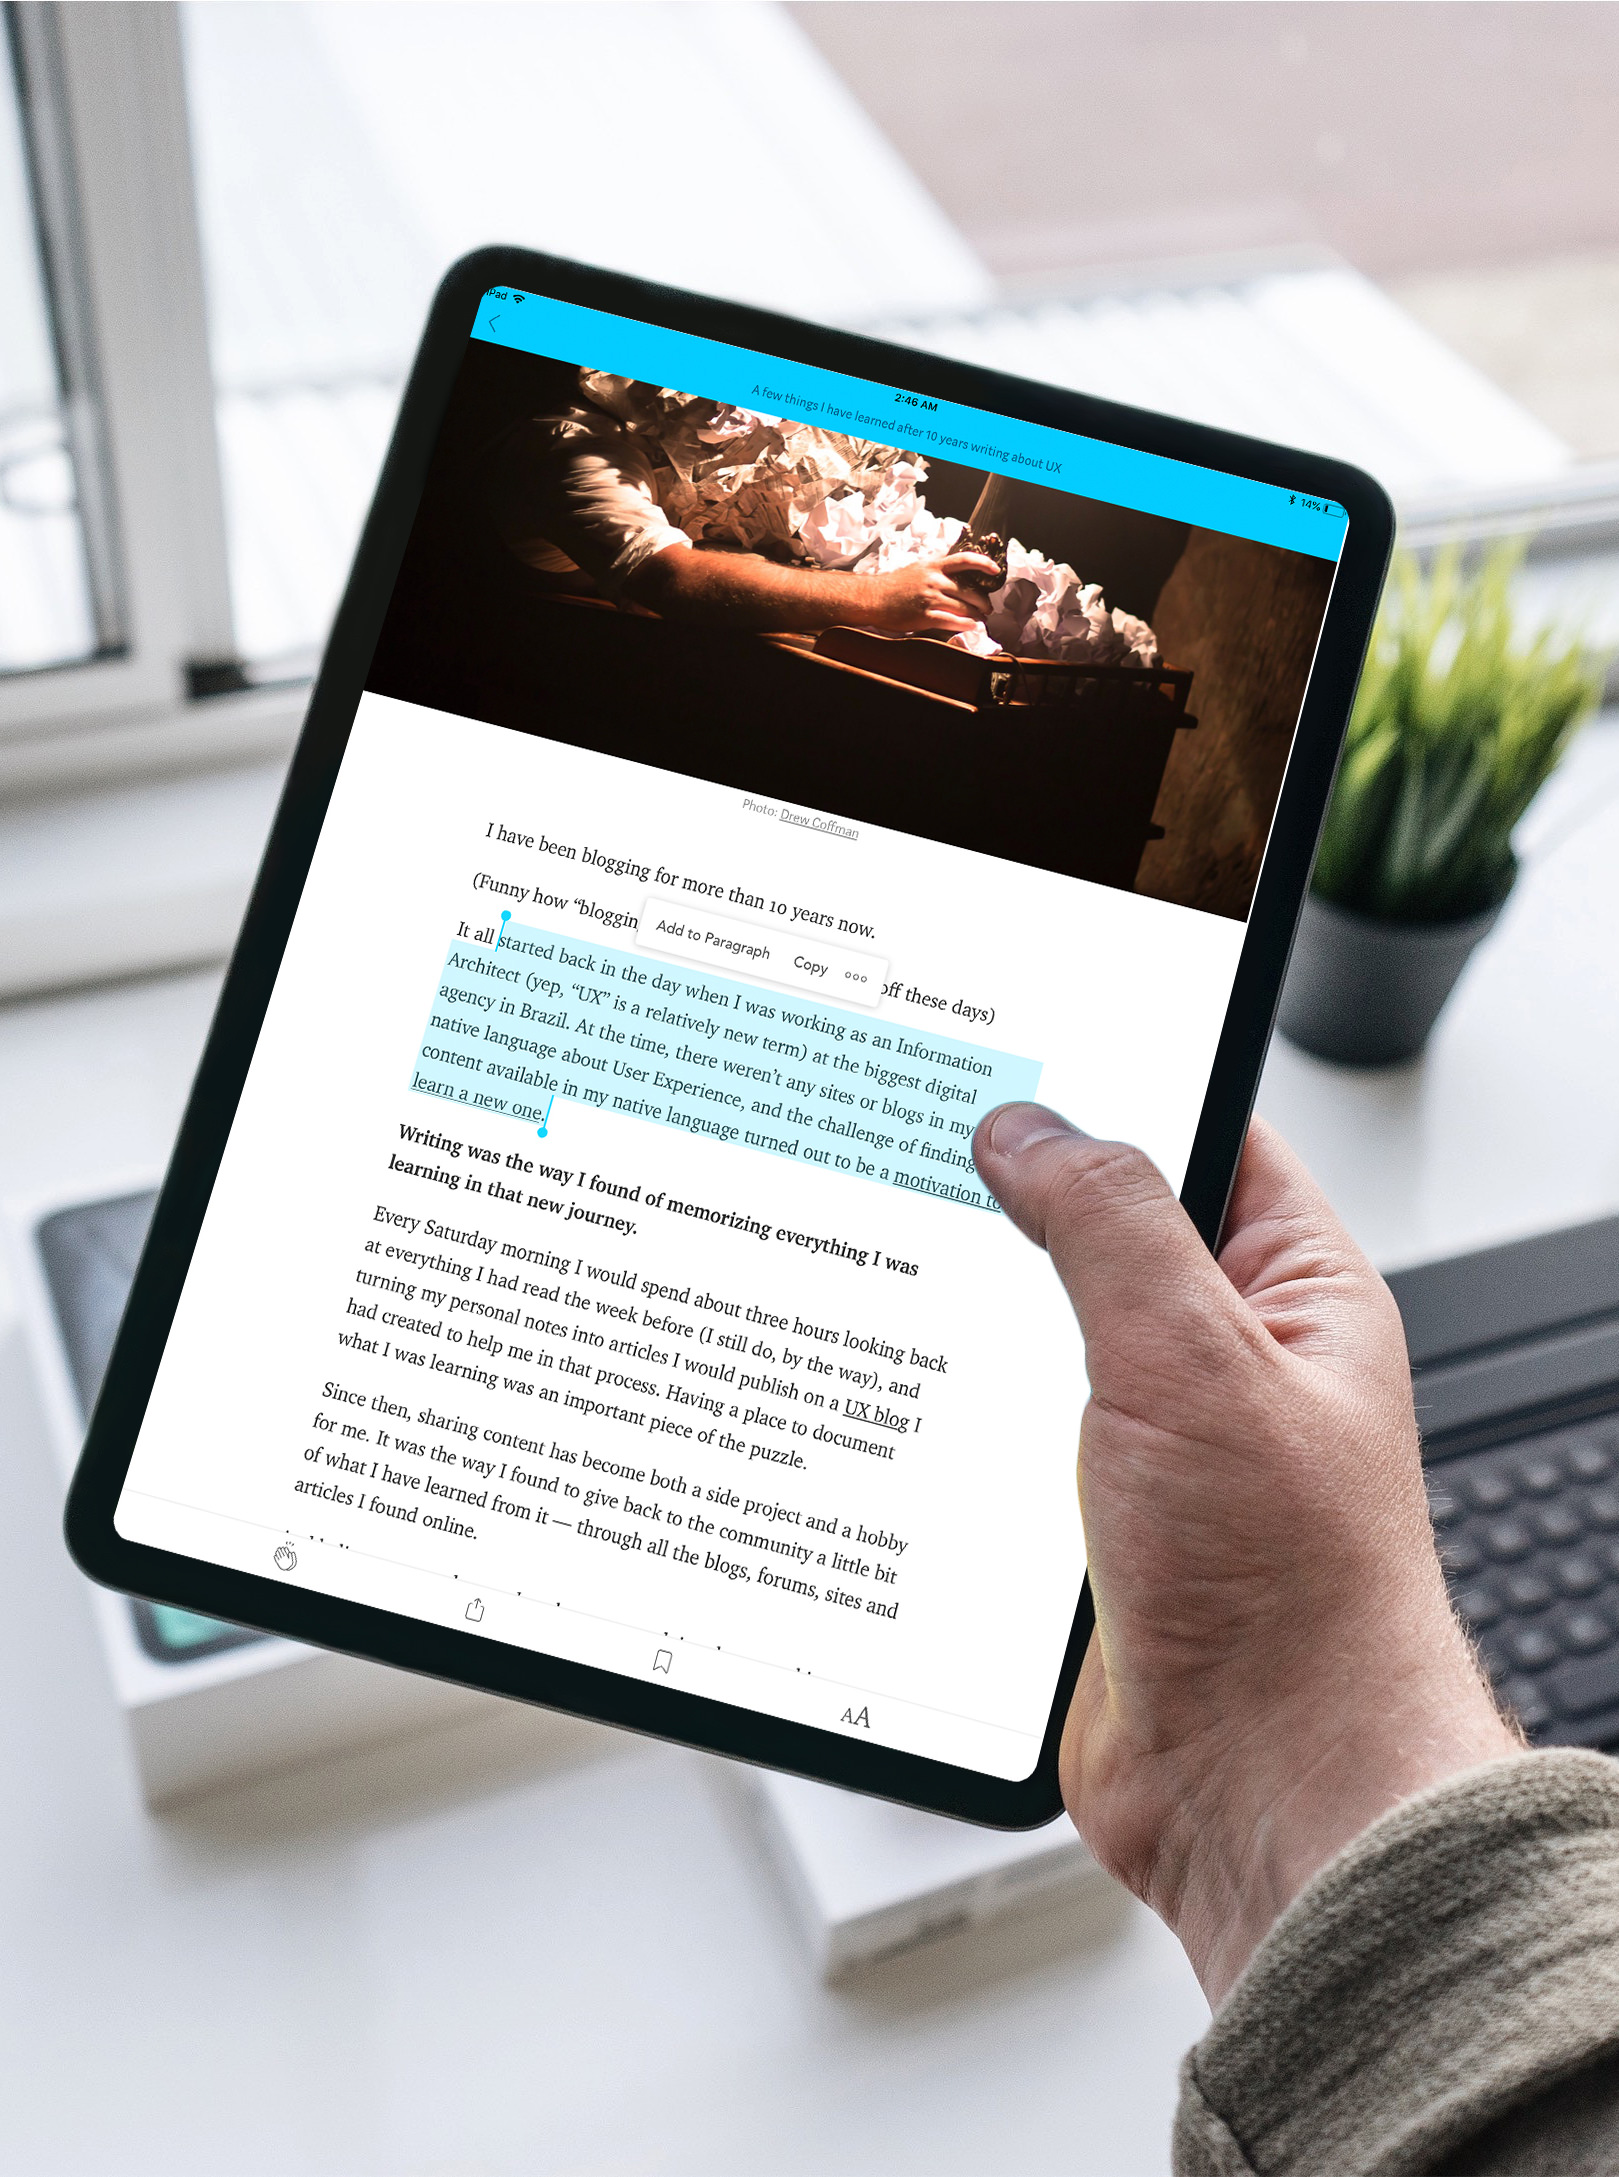 iPad
2:46 AM
14%
A few things I have learned after 10 years writing about UX
Photo: Drew Coffman
I have been blogging for more than 10 years now.
(Funny how “bloggin
off these days)
Add to Paragraph Copy
It all started back in the day when I was working as an Information
Architect (yep, “UX” is a relatively new term) at the biggest digital
agency in Brazil. At the time, there weren’t any sites or blogs in my
native language about User Experience, and the challenge of finding
content available in my native language turned out to be a motivation to
learn a new one.
Writing was the way I found of memorizing everything I was
learning in that new journey.
Every Saturday morning I would spend about three hours looking back
at everything I had read the week before (I still do, by the way), and
turning my personal notes into articles I would publish on a UX blog I
had created to help me in that process. Having a place to document
what I was learning was an important piece of the puzzle.
Since then, sharing content has become both a side project and a hobby
for me. It was the way I found to give back to the community a little bit
of what I have learned from it — through all the blogs, forums, sites and
articles I found online.
AA